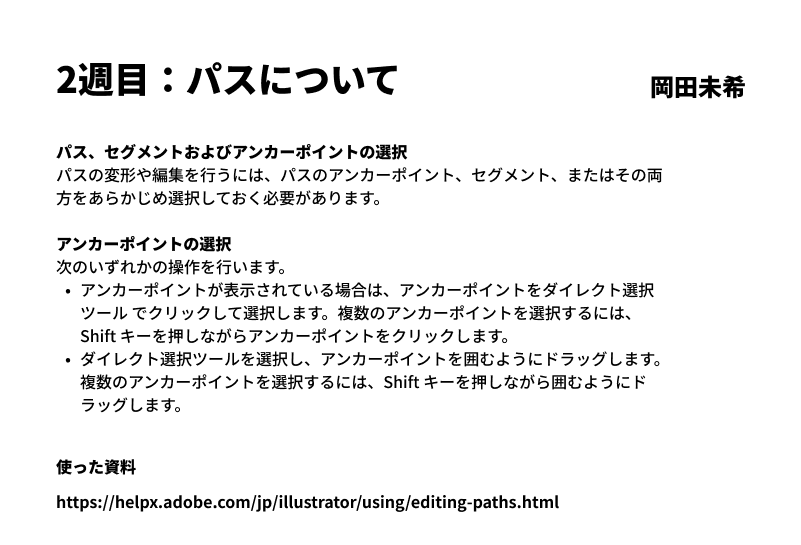 2週目：パスについて
岡田未希
パス、セグメントおよびアンカーポイントの選択
パスの変形や編集を行うには、パスのアンカーポイント、セグメント、またはその両
方をあらかじめ選択しておく必要があります。
アンカーポイントの選択
次のいずれかの操作を行います。
• アンカーポイントが表示されている場合は、アンカーポイントをダイレクト選択
ツール でクリックして選択します。複数のアンカーポイントを選択するには、
Shift キーを押しながらアンカーポイントをクリックします。
• ダイレクト選択ツールを選択し、アンカーポイントを囲むようにドラッグします。
複数のアンカーポイントを選択するには、Shift キーを押しながら囲むようにド
ラッグします。
使った資料
https://helpx.adobe.com/jp/illustrator/using/editing-paths.html